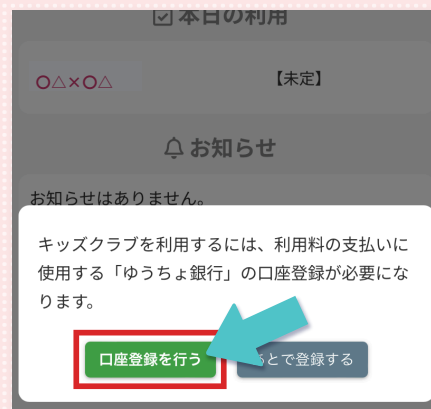 本日の利用
○△×○△ 【未定】
お知らせ
お知らせはありません。
キッズクラブを利用するには、利用料の支払いに
使用する「ゆうちょ銀行」の口座登録が必要にな
ります。
口座登録を行う とで登録する